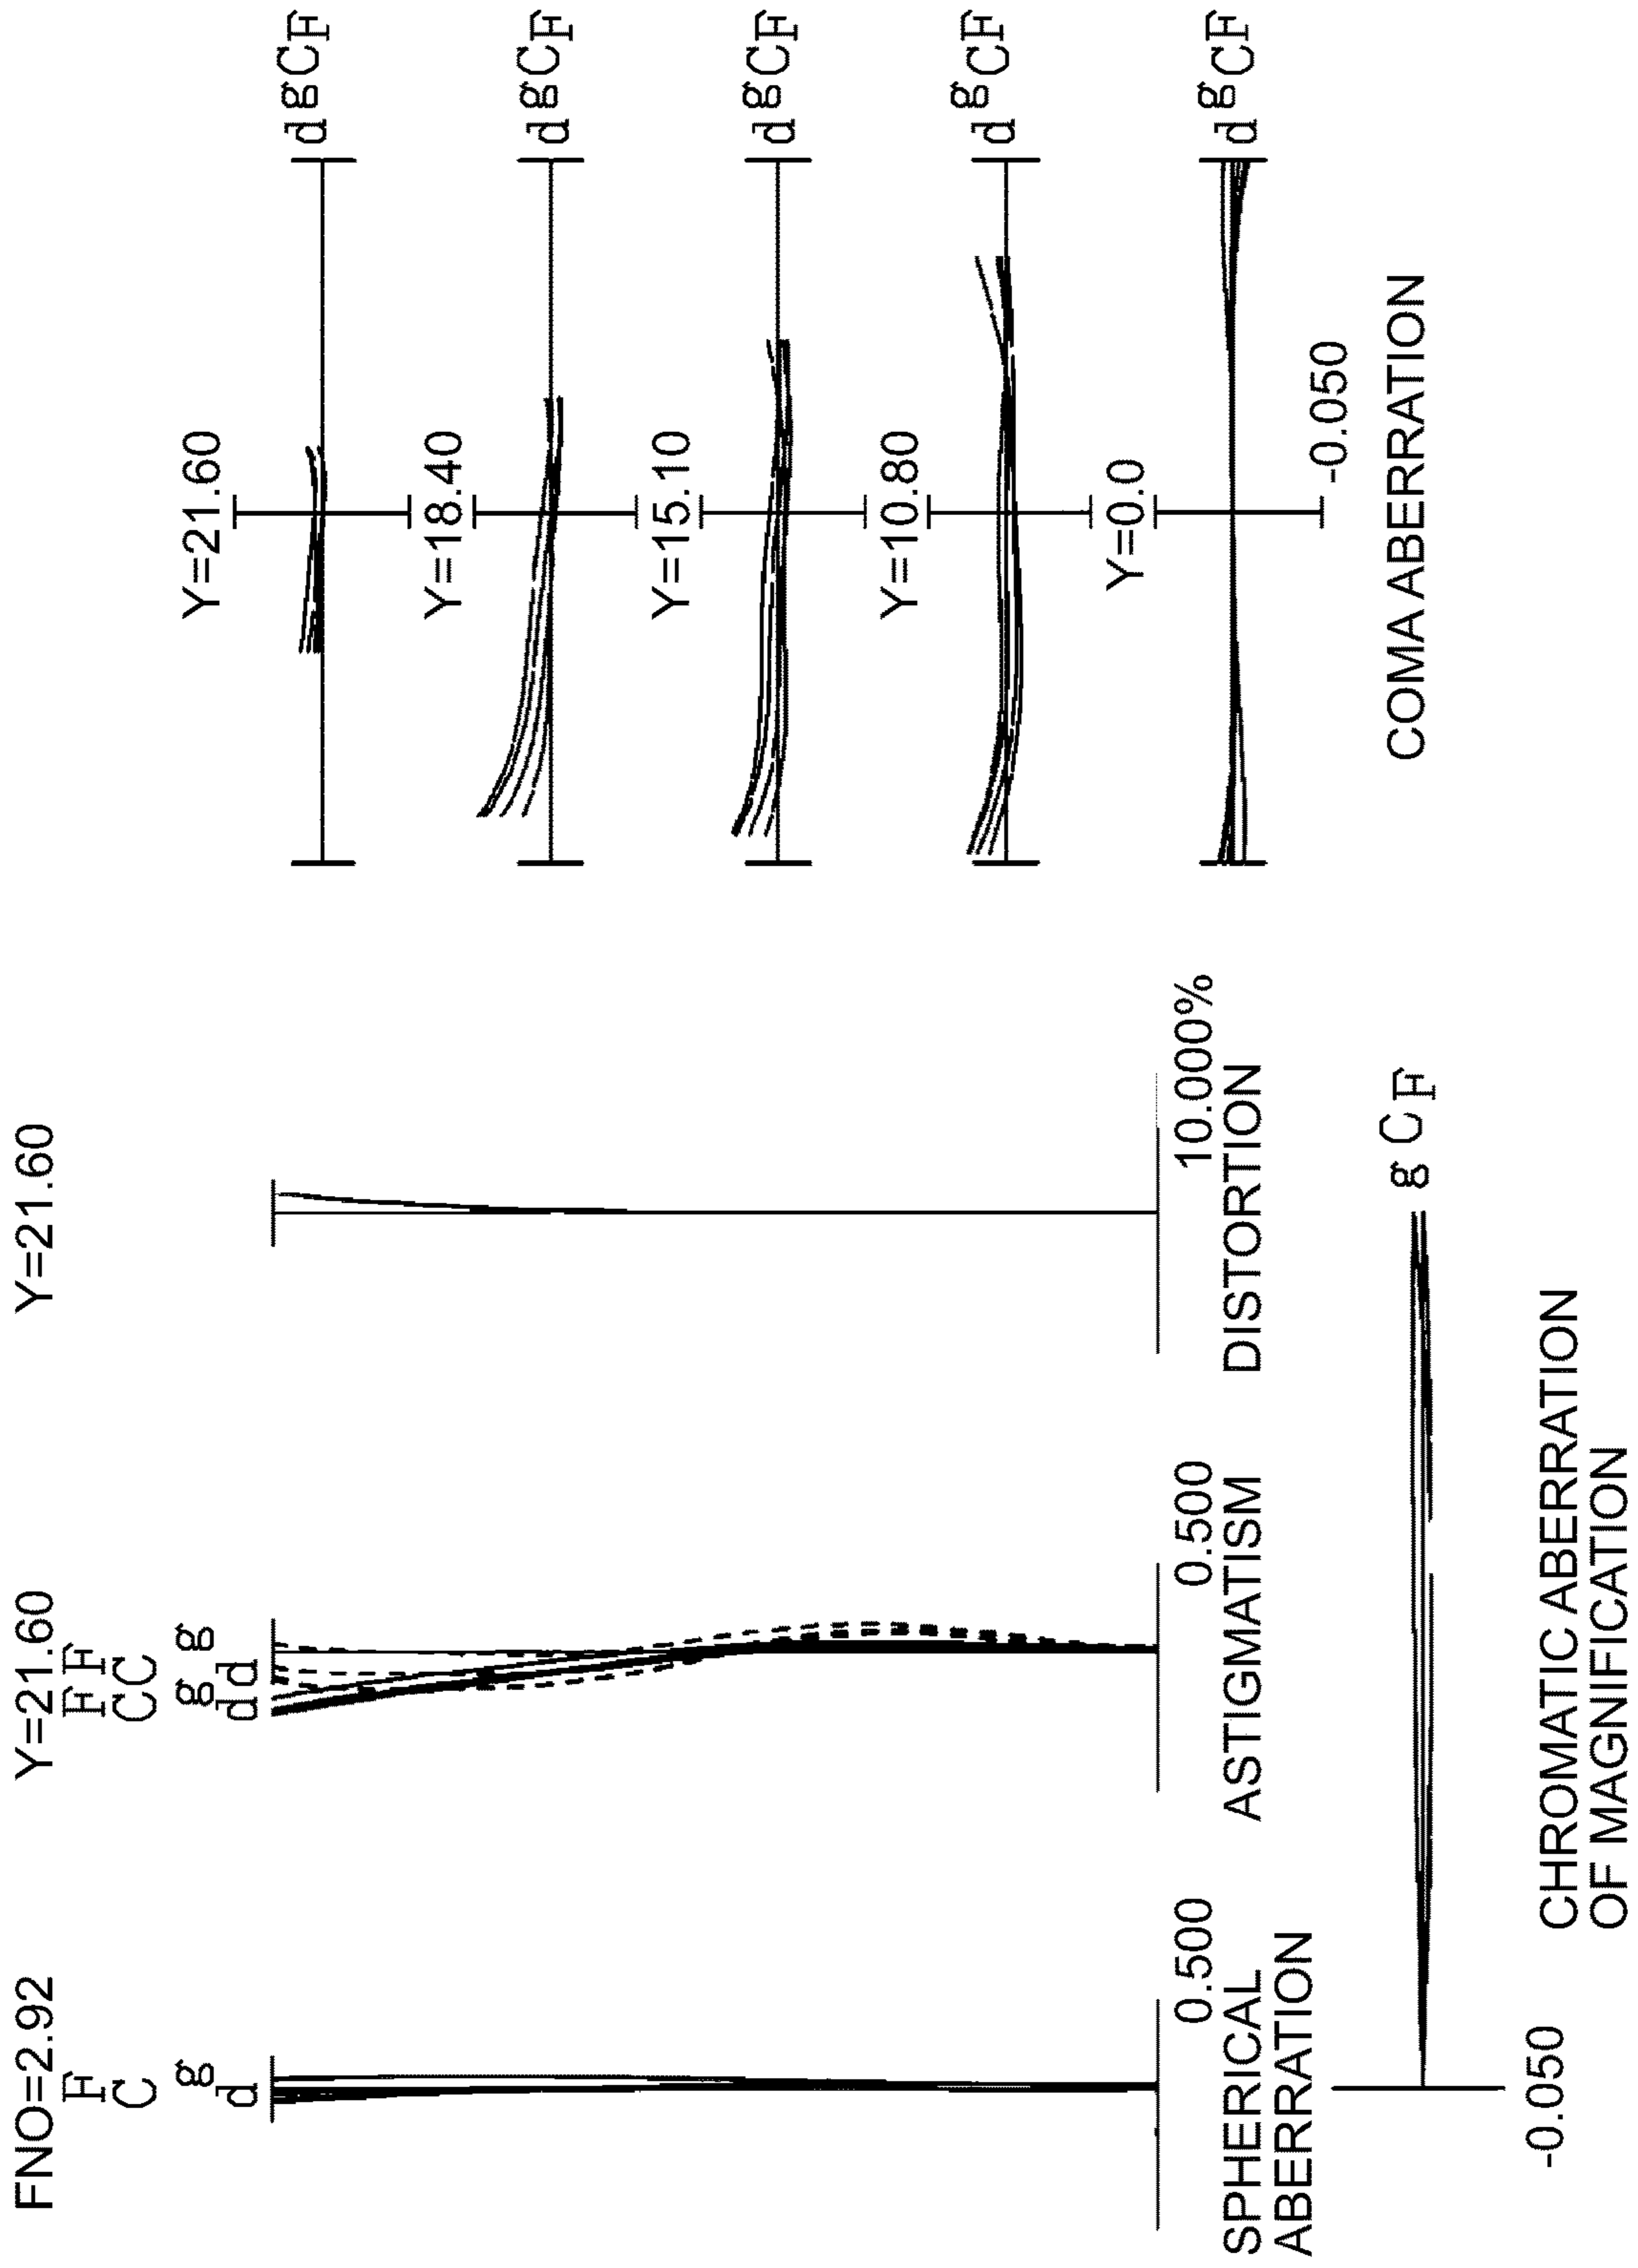 FNO=2.92
F
C
g
d
0.500
SPHERICAL
ABERRATION
Y=21.60
F F
C C
g g
d d
0.500
ASTIGMATISM
Y=21.60
10.000%
DISTORTION
Y=21.60
d g C F
Y=18.40
d g C F
Y=15.10
d g C F
Y=10.80
d g C F
Y=0.0
d g C F
-0.050
COMA ABERRATION
g C F
-0.050
CHROMATIC ABERRATION
OF MAGNIFICATION